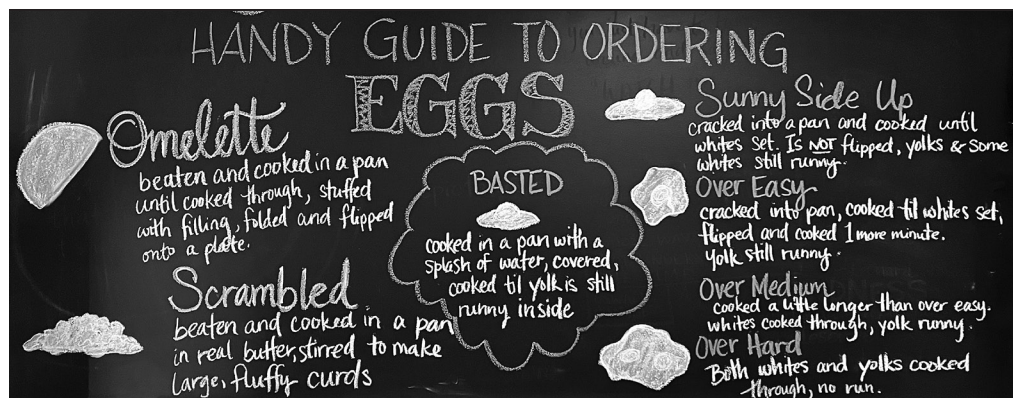 HANDY GUIDE TO ORDERING
EGGS
Omelette
beaten and cooked in a pan
until cooked through, stuffed
with filling, folded and flipped
onto a plate.
Scrambled
beaten and cooked in a pan
in real butter, stirred to make
large, fluffy curds
BASTED
cooked in a pan with a
splash of water, covered,
cooked til yolk is still
runny inside
Sunny Side Up
cracked into a pan and cooked until
whites set. Is NOT flipped, yolks & some
whites still runny.
Over Easy
cracked into pan, cooked til whites set,
flipped and cooked 1 more minute.
yolk still runny.
Over Medium
cooked a little longer than over easy.
whites cooked through, yolk runny.
Over Hard
Both whites and yolks cooked
through, no run.